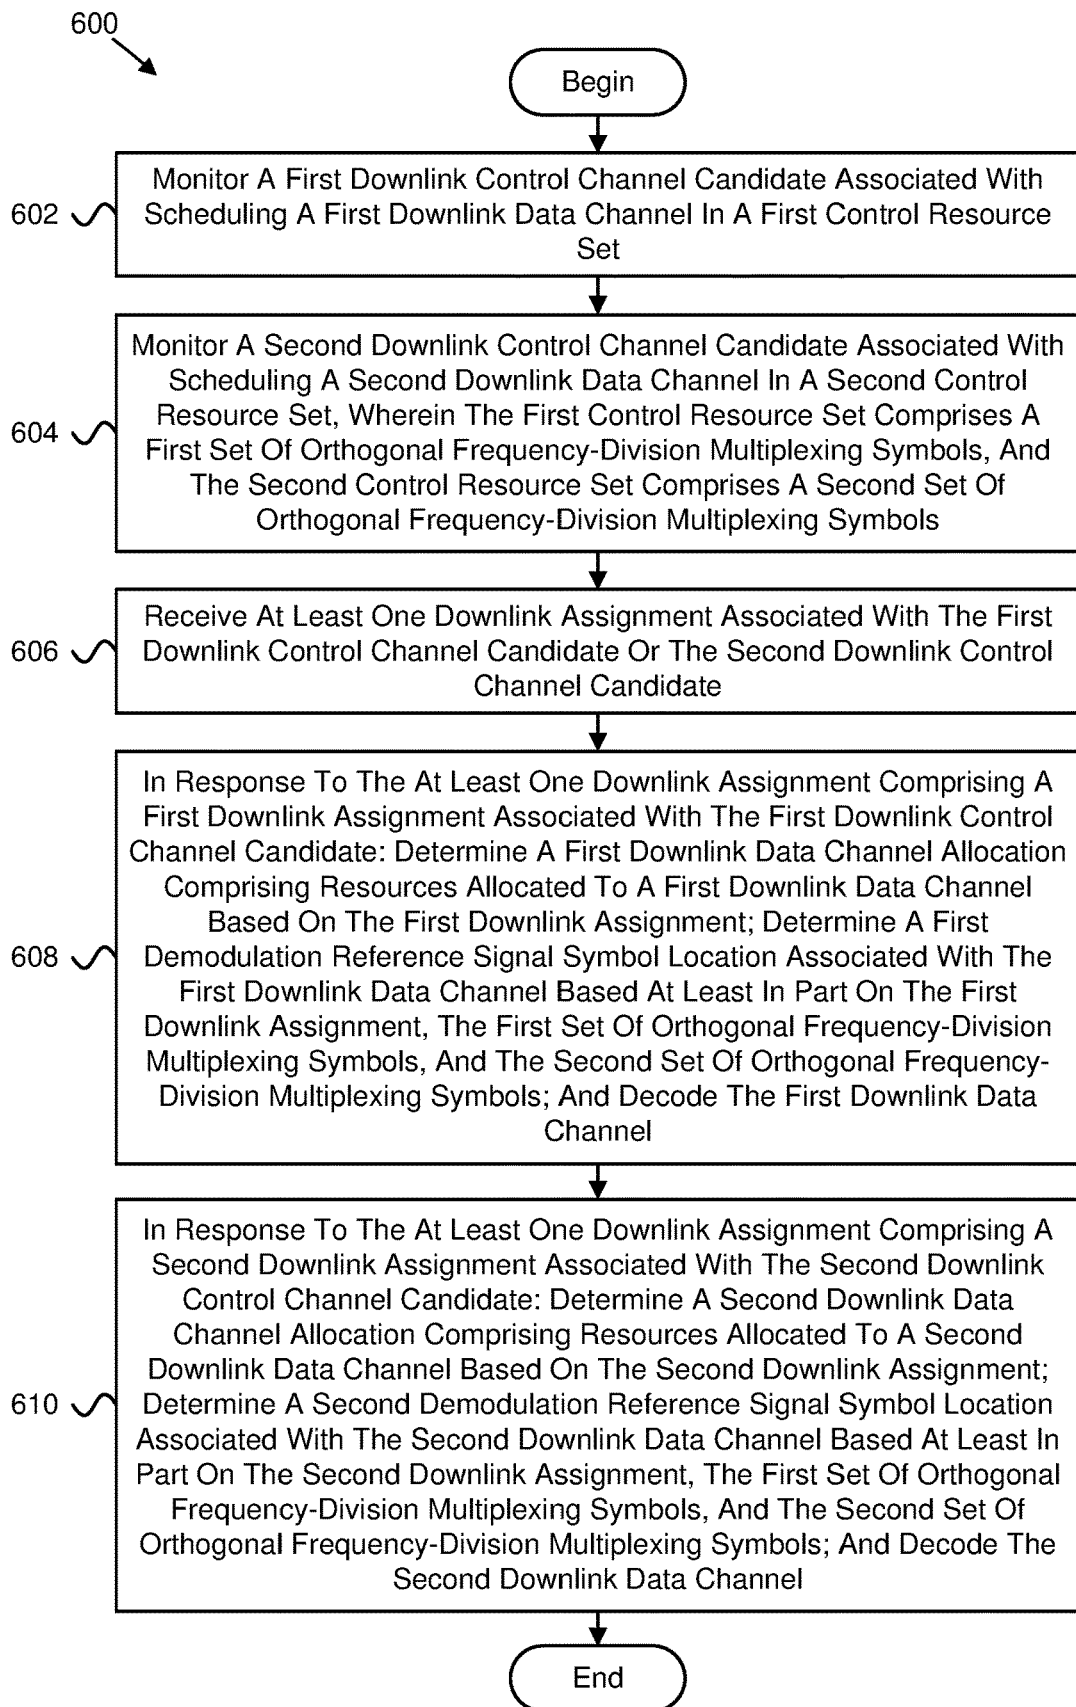 600
Begin
602
Monitor A First Downlink Control Channel Candidate Associated With
Scheduling A First Downlink Data Channel In A First Control Resource
Set
604
Monitor A Second Downlink Control Channel Candidate Associated With
Scheduling A Second Downlink Data Channel In A Second Control
Resource Set, Wherein The First Control Resource Set Comprises A
First Set Of Orthogonal Frequency-Division Multiplexing Symbols, And
The Second Control Resource Set Comprises A Second Set Of
Orthogonal Frequency-Division Multiplexing Symbols
606
Receive At Least One Downlink Assignment Associated With The First
Downlink Control Channel Candidate Or The Second Downlink Control
Channel Candidate
608
In Response To The At Least One Downlink Assignment Comprising A
First Downlink Assignment Associated With The First Downlink Control
Channel Candidate: Determine A First Downlink Data Channel Allocation
Comprising Resources Allocated To A First Downlink Data Channel
Based On The First Downlink Assignment; Determine A First
Demodulation Reference Signal Symbol Location Associated With The
First Downlink Data Channel Based At Least In Part On The First
Downlink Assignment, The First Set Of Orthogonal Frequency-Division
Multiplexing Symbols, And The Second Set Of Orthogonal Frequency-
Division Multiplexing Symbols; And Decode The First Downlink Data
Channel
610
In Response To The At Least One Downlink Assignment Comprising A
Second Downlink Assignment Associated With The Second Downlink
Control Channel Candidate: Determine A Second Downlink Data
Channel Allocation Comprising Resources Allocated To A Second
Downlink Data Channel Based On The Second Downlink Assignment;
Determine A Second Demodulation Reference Signal Symbol Location
Associated With The Second Downlink Data Channel Based At Least In
Part On The Second Downlink Assignment, The First Set Of Orthogonal
Frequency-Division Multiplexing Symbols, And The Second Set Of
Orthogonal Frequency-Division Multiplexing Symbols; And Decode The
Second Downlink Data Channel
End